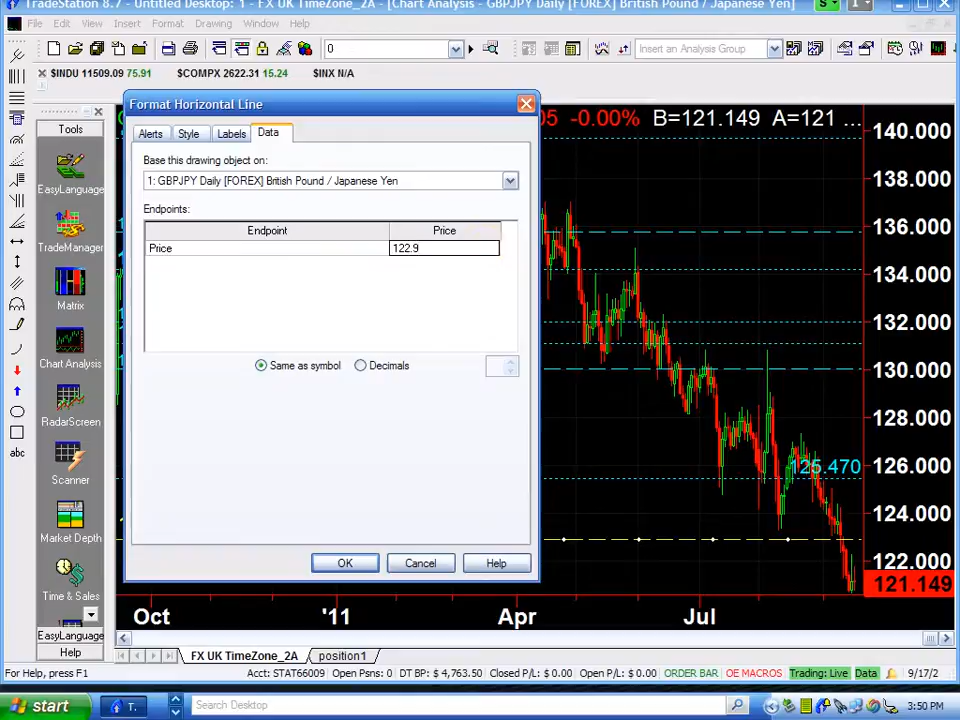 TradeStation 8.7 - Untitled Desktop: 1 - FX UK TimeZone_2A - [Chart Analysis - GBPJPY Daily [FOREX] British Pound / Japanese Yen]
File Edit View Insert Format Drawing Window Help
0 Insert an Analysis Group
$INDU 11509.09 75.91 $COMPX 2622.31 15.24 $INX N/A
Format Horizontal Line
Alerts Style Labels Data
Base this drawing object on:
1: GBPJPY Daily [FOREX] British Pound / Japanese Yen
Endpoints:
Endpoint Price
Price 122.9
Same as symbol Decimals
OK Cancel Help
Tools
EasyLanguage
TradeManager
Matrix
Chart Analysis
RadarScreen
Scanner
Market Depth
Time & Sales
EasyLanguage
Help
abc
05 -0.00% B=121.149 A=121 ...
140.000
138.000
136.000
134.000
132.000
130.000
128.000
126.000
125.470
124.000
122.000
121.149
Oct '11 Apr Jul
FX UK TimeZone_2A position1
For Help, press F1 Acct: STAT66009 Open Posns: 0 DT BP: $ 4,763.50 Closed P/L: $ 0.00 Open P/L: $ 0.00 ORDER BAR OE MACROS Trading: Live Data 9/17/2
start T. Search Desktop 3:50 PM